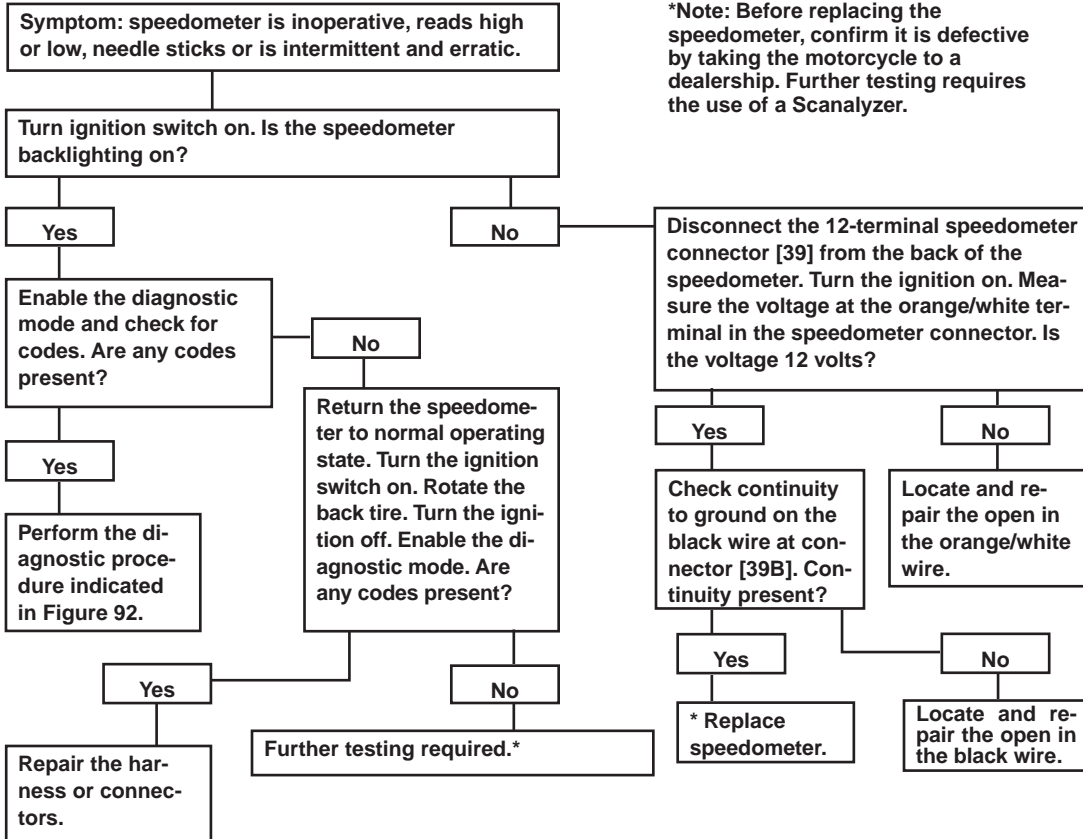 Symptom: speedometer is inoperative, reads high
or low, needle sticks or is intermittent and erratic.
*Note: Before replacing the
speedometer, confirm it is defective
by taking the motorcycle to a
dealership. Further testing requires
the use of a Scanalyzer.
Turn ignition switch on. Is the speedometer
backlighting on?
Yes
No
Disconnect the 12-terminal speedometer
connector [39] from the back of the
speedometer. Turn the ignition on. Mea-
sure the voltage at the orange/white ter-
minal in the speedometer connector. Is
the voltage 12 volts?
Enable the diagnostic
mode and check for
codes. Are any codes
present?
No
Yes
Return the speedome-
ter to normal operating
state. Turn the ignition
switch on. Rotate the
back tire. Turn the igni-
tion off. Enable the di-
agnostic mode. Are
any codes present?
Yes
No
Perform the di-
agnostic proce-
dure indicated
in Figure 92.
Check continuity
to ground on the
black wire at con-
nector [39B]. Con-
tinuity present?
Locate and re-
pair the open in
the orange/white
wire.
Yes
No
Yes
No
Repair the har-
ness or connec-
tors.
Further testing required.*
* Replace
speedometer.
Locate and re-
pair the open in
the black wire.